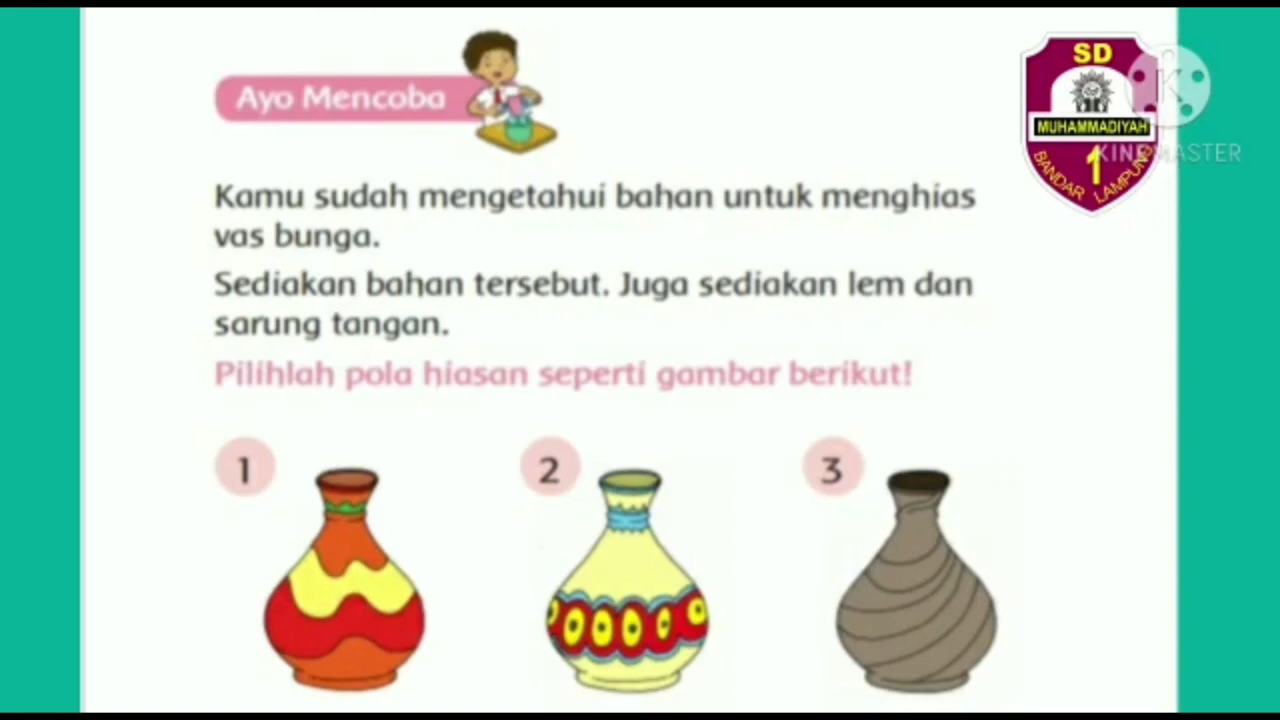 Ayo Mencoba
SD
MUHAMMADIYAH
1
BANDAR LAMPUNG
KINEMASTER
Kamu sudah mengetahui bahan untuk menghias
vas bunga.
Sediakan bahan tersebut. Juga sediakan lem dan
sarung tangan.
Pilihlah pola hiasan seperti gambar berikut!
1
2
3